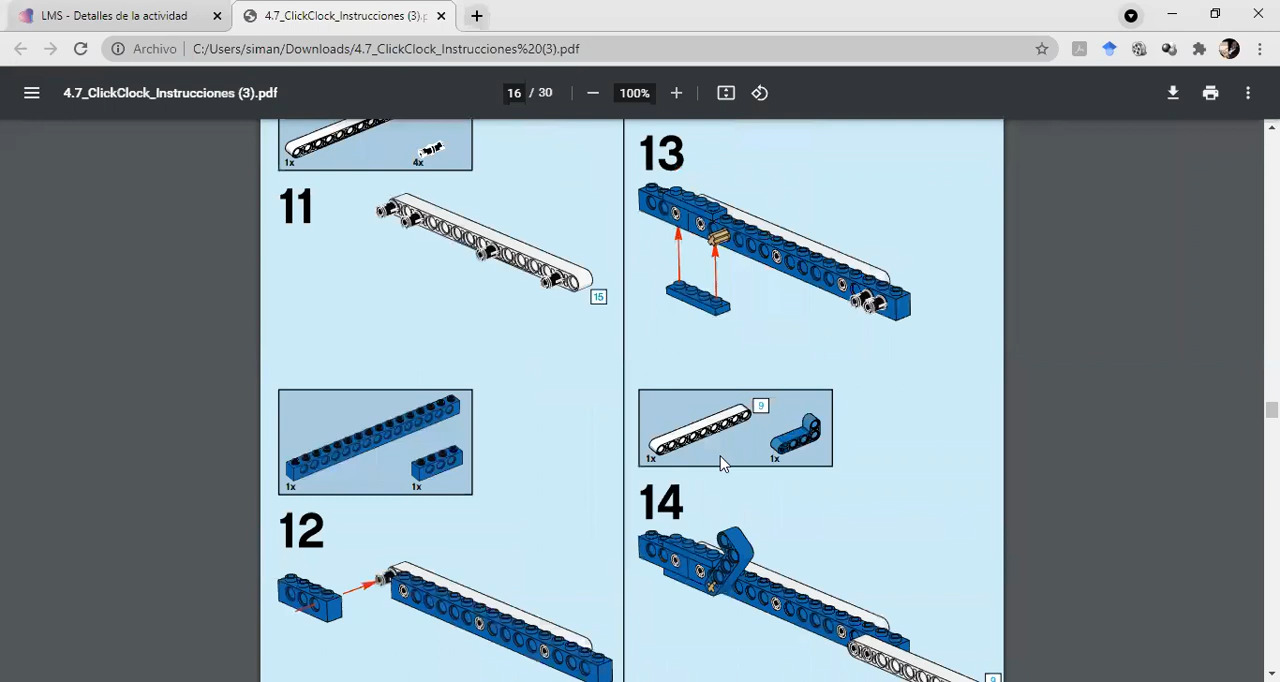 LMS - Detalles de la actividad
4.7_ClickClock_Instrucciones (3).p
Archivo
C:/Users/siman/Downloads/4.7_ClickClock_Instrucciones%20(3).pdf
4.7_ClickClock_Instrucciones (3).pdf
16 / 30
100%
1x
4x
11
15
13
1x
1x
12
9
1x
1x
14
9